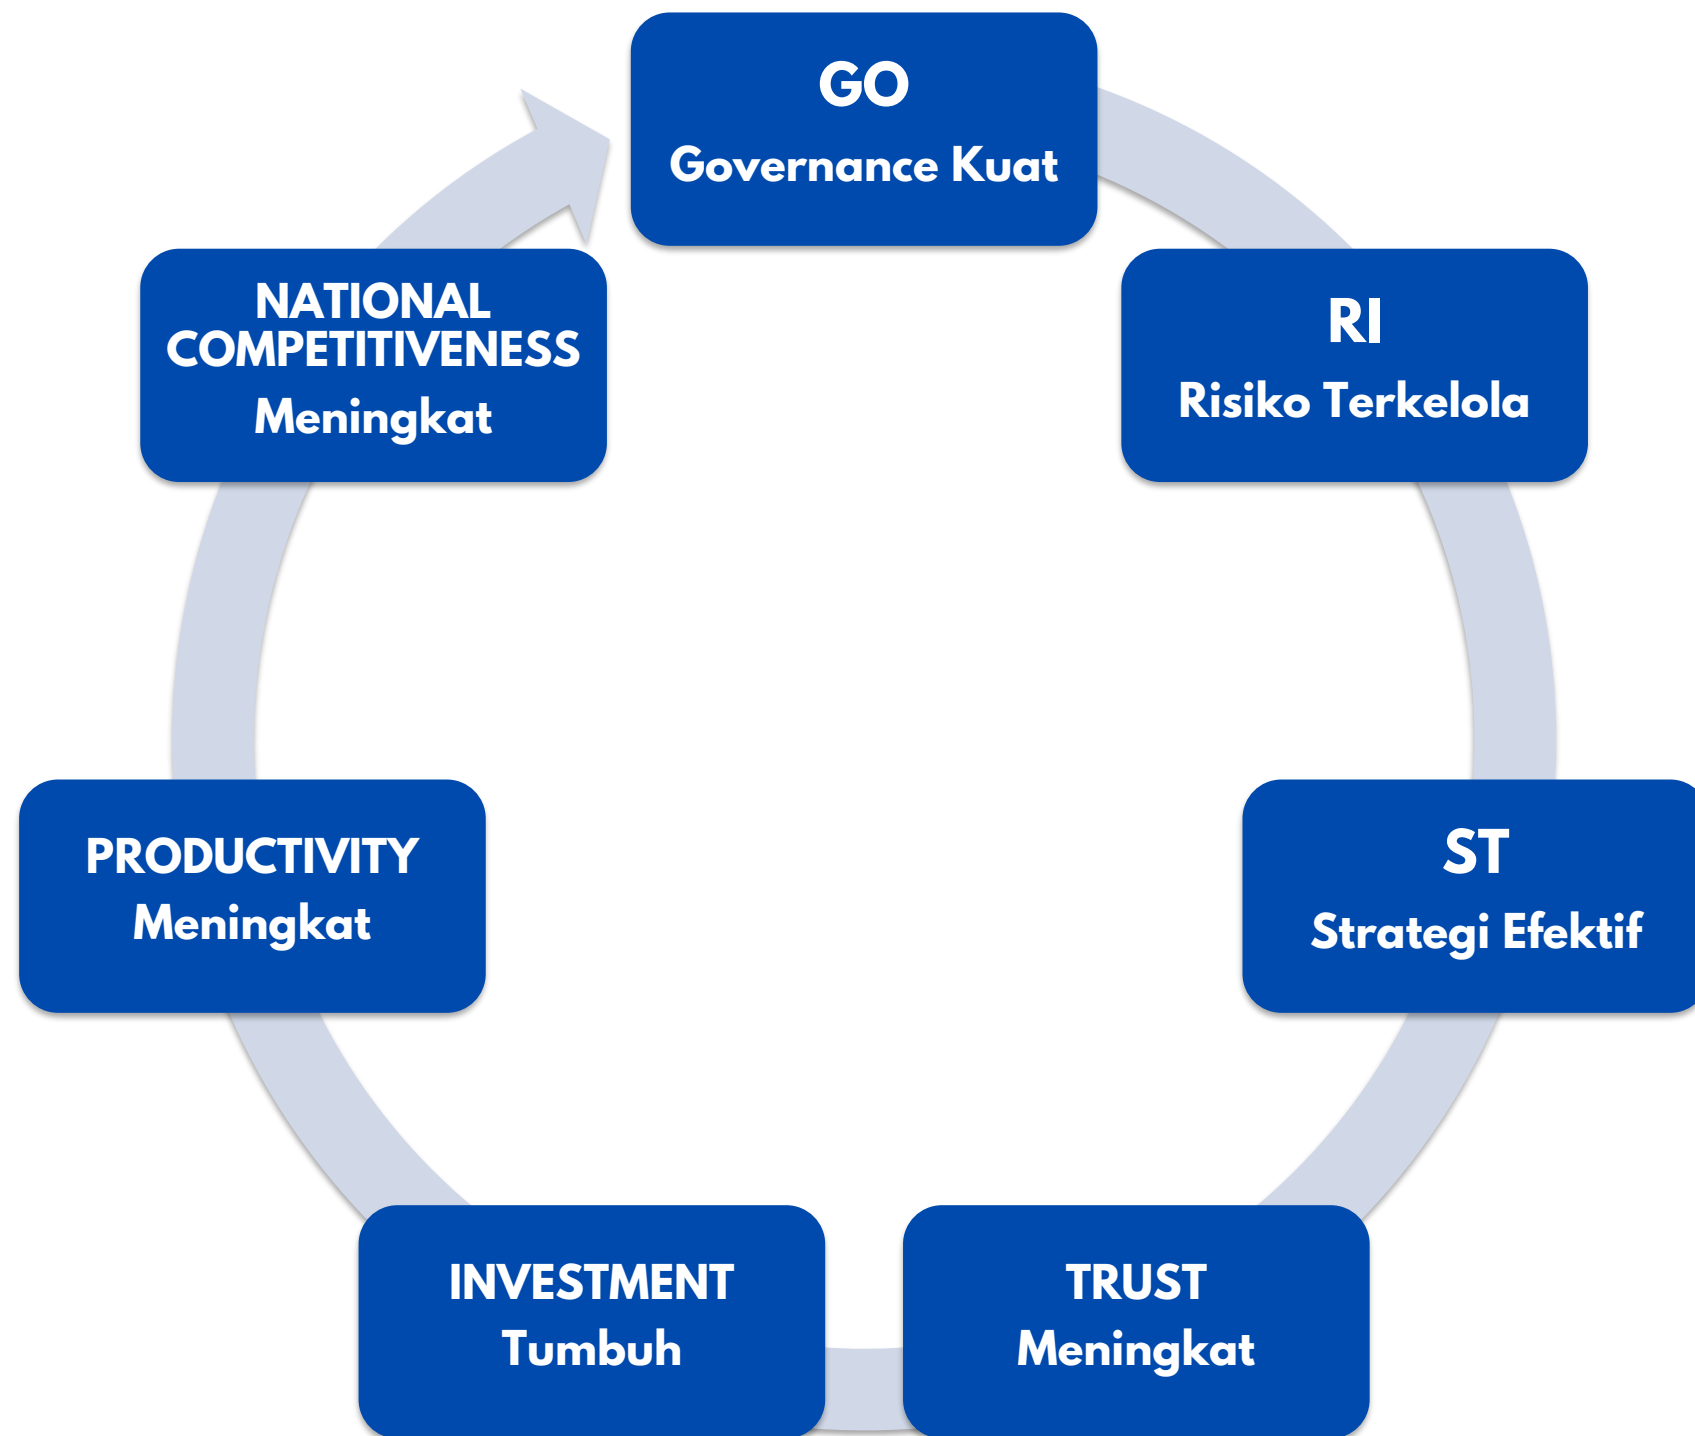 GO
Governance Kuat
RI
Risiko Terkelola
ST
Strategi Efektif
TRUST
Meningkat
INVESTMENT
Tumbuh
PRODUCTIVITY
Meningkat
NATIONAL
COMPETITIVENESS
Meningkat